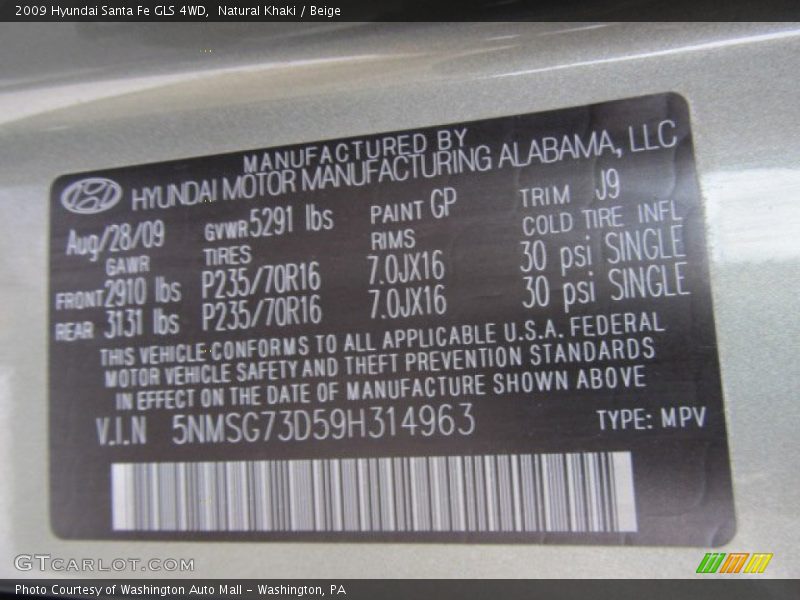 2009 Hyundai Santa Fe GLS 4WD, Natural Khaki / Beige
MANUFACTURED BY
HYUNDAI MOTOR MANUFACTURING ALABAMA, LLC
Aug/28/09 GVWR 5291 lbs PAINT GP TRIM J9
GAWR TIRES RIMS COLD TIRE INFL
FRONT 2910 lbs P235/70R16 7.0JX16 30 psi SINGLE
REAR 3131 lbs P235/70R16 7.0JX16 30 psi SINGLE
THIS VEHICLE CONFORMS TO ALL APPLICABLE U.S.A. FEDERAL
MOTOR VEHICLE SAFETY AND THEFT PREVENTION STANDARDS
IN EFFECT ON THE DATE OF MANUFACTURE SHOWN ABOVE
V.I.N 5NMSG73D59H314963 TYPE: MPV
GTCARLOT.COM
Photo Courtesy of Washington Auto Mall - Washington, PA